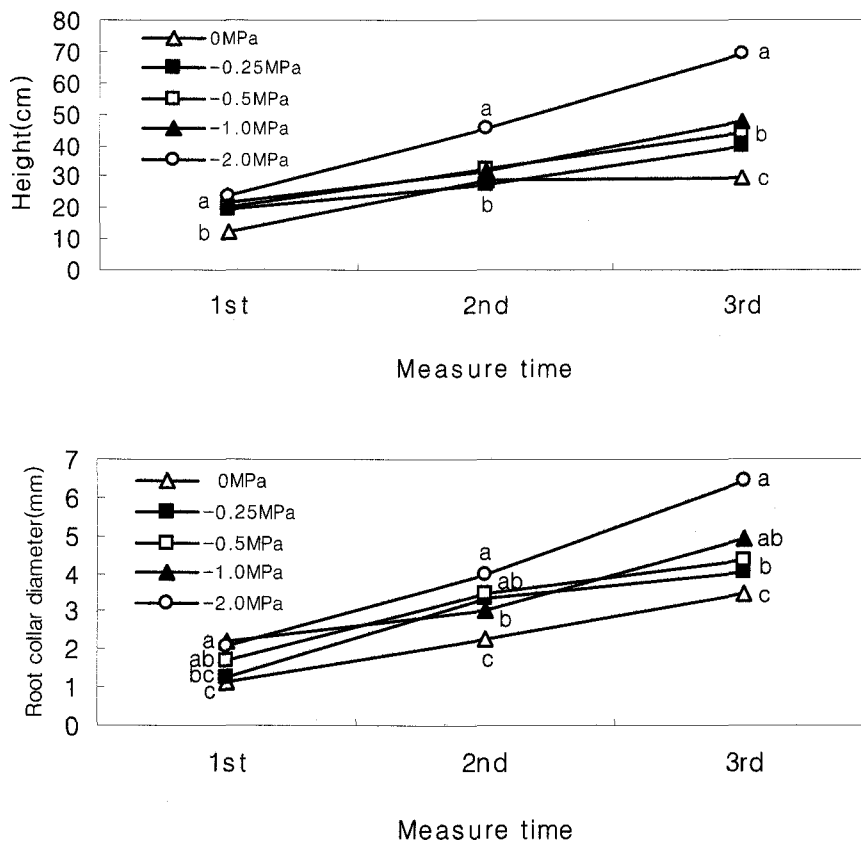 80
70
60
50
40
30
20
10
0
Height(cm)
0MPa
-0.25MPa
-0.5MPa
-1.0MPa
-2.0MPa
a
b
a
b
a
b
c
1st 2nd 3rd
Measure time
7
6
5
4
3
2
1
0
Root collar diameter(mm)
0MPa
-0.25MPa
-0.5MPa
-1.0MPa
-2.0MPa
a
ab
bc
c
a
ab
b
c
a
ab
b
c
1st 2nd 3rd
Measure time